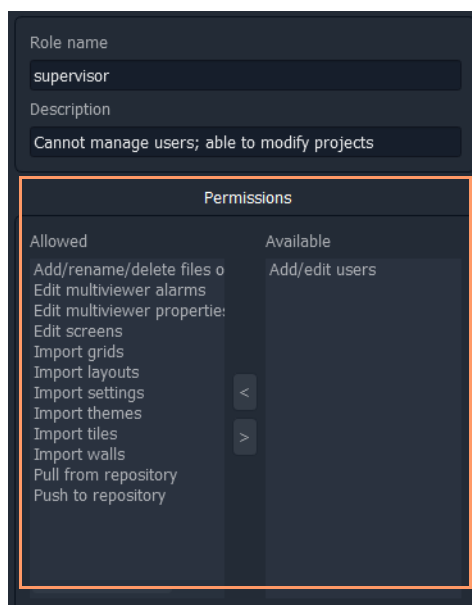 Role name
supervisor
Description
Cannot manage users; able to modify projects
Permissions
Allowed
Available
Add/rename/delete files o
Edit multiviewer alarms
Edit multiviewer properties
Edit screens
Import grids
Import layouts
Import settings
Import themes
Import tiles
Import walls
Pull from repository
Push to repository
<
>
Add/edit users